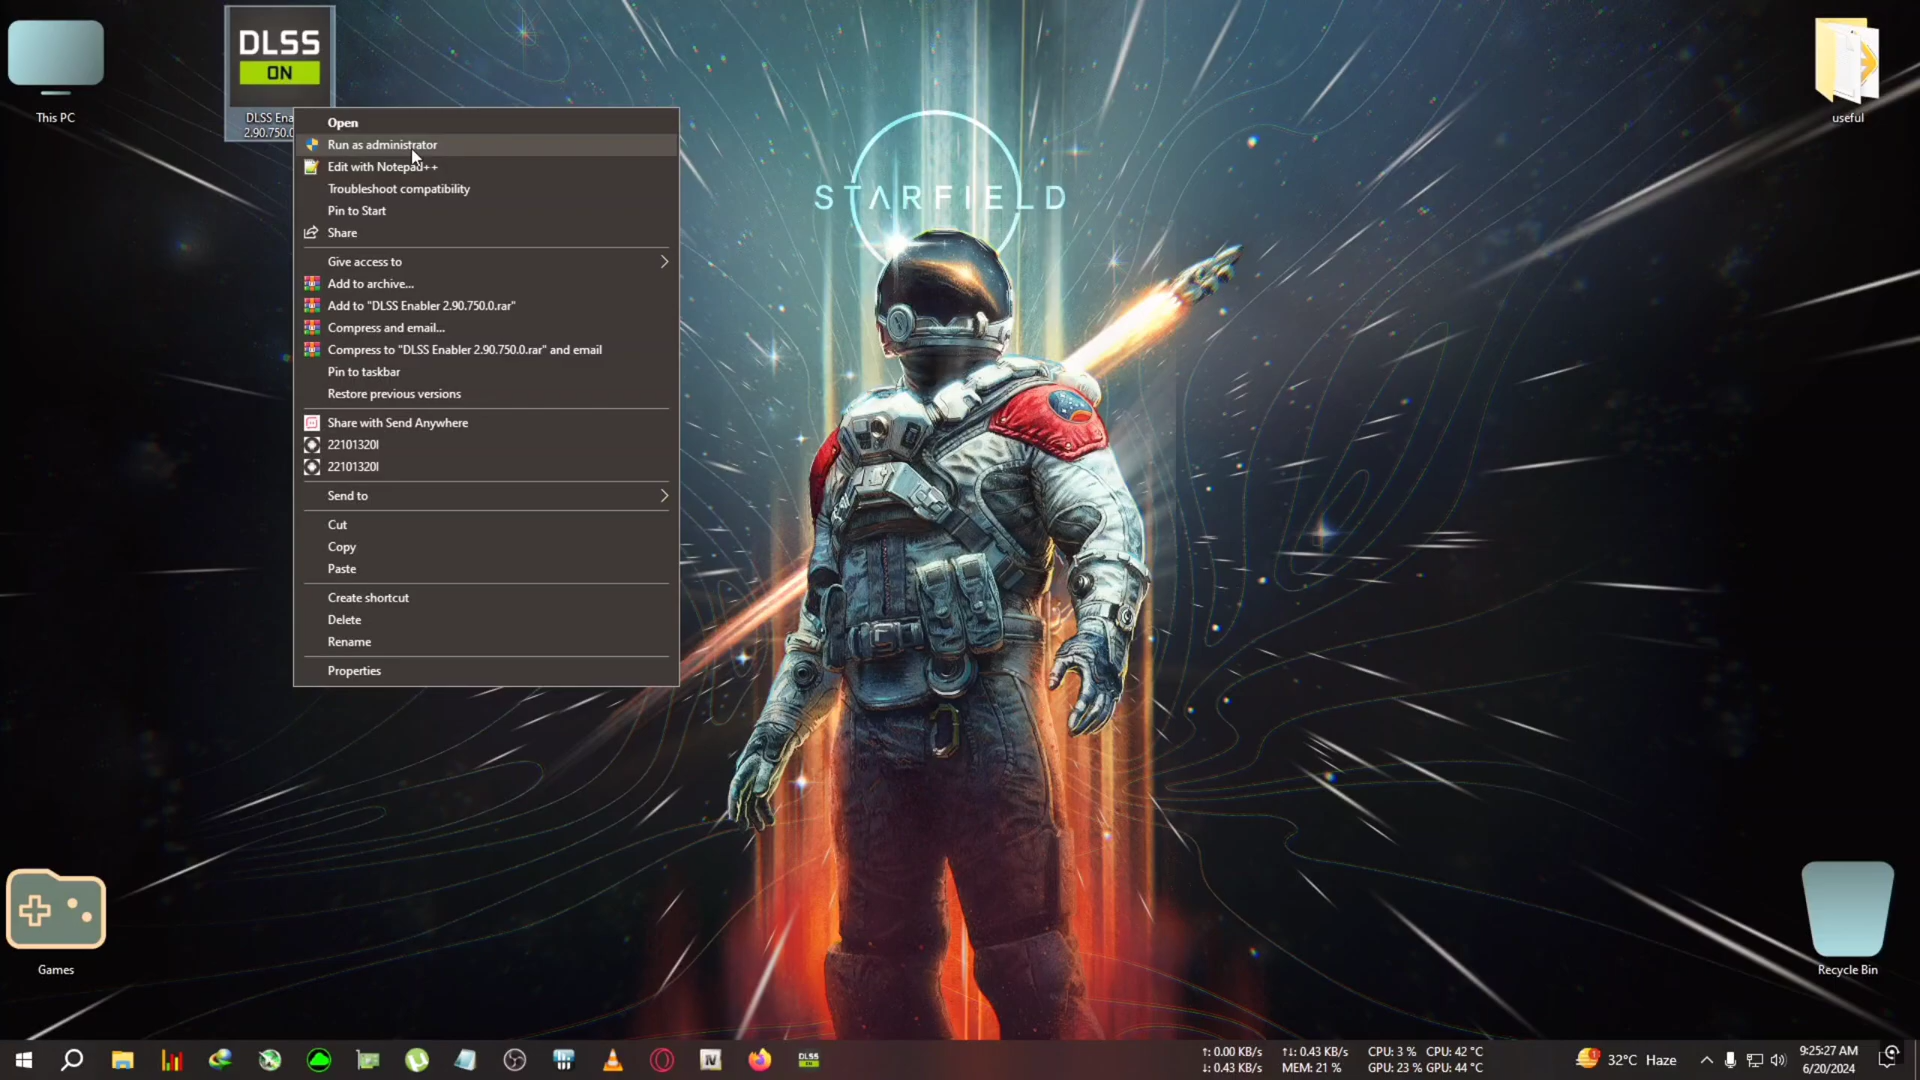 DLSS
ON
This PC
DLSS Ena
2.90.750.0
useful
STARFIELD
Open
Run as administrator
Edit with Notepad++
Troubleshoot compatibility
Pin to Start
Share
Give access to
Add to archive...
Add to "DLSS Enabler 2.90.750.0.rar"
Compress and email...
Compress to "DLSS Enabler 2.90.750.0.rar" and email
Pin to taskbar
Restore previous versions
Share with Send Anywhere
22101320I
22101320I
Send to
Cut
Copy
Paste
Create shortcut
Delete
Rename
Properties
Games
Recycle Bin
IV
DLSS
↑: 0.00 KB/s ↑↓: 0.43 KB/s CPU: 3 % CPU: 42 °C
↓: 0.43 KB/s MEM: 21 % GPU: 23 % GPU: 44 °C
1
32°C Haze
9:25:27 AM
6/20/2024